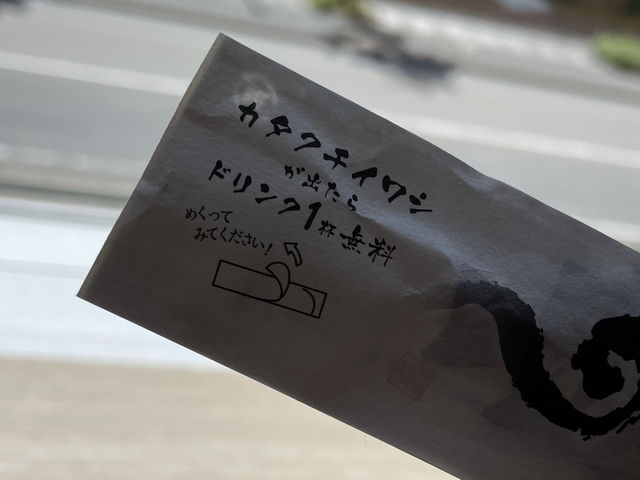 カタクチイワシ
が出たら
ドリンク1杯無料
めくって
みてください!